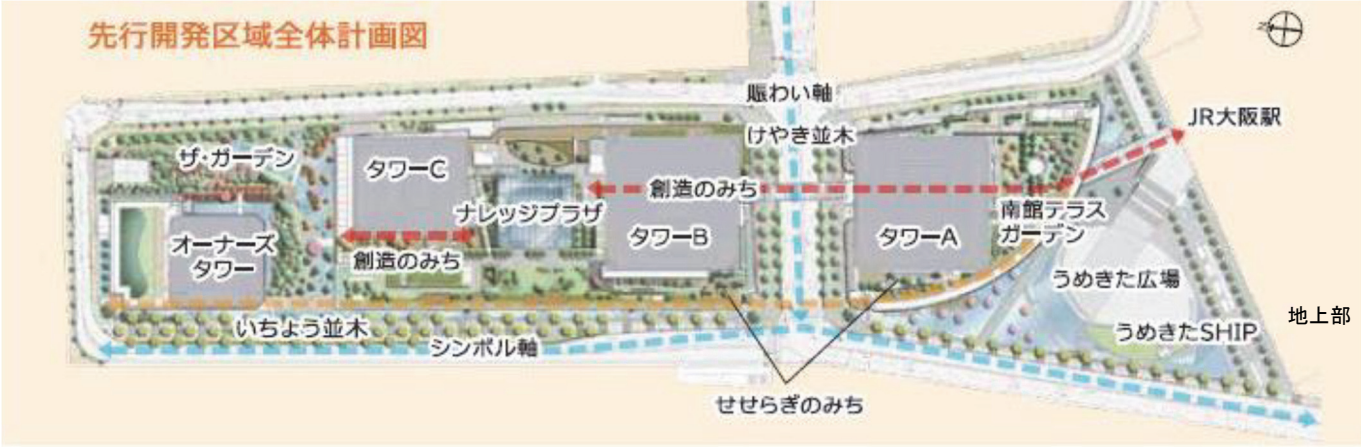 先行開発区域全体計画図
N
賑わい軸
けやき並木
JR大阪駅
ザ・ガーデン
タワーC
創造のみち
ナレッジプラザ
南館テラス
ガーデン
オーナーズ
タワー
創造のみち
タワーB
タワーA
うめきた広場
いちょう並木
シンボル軸
うめきたSHIP
地上部
せせらぎのみち